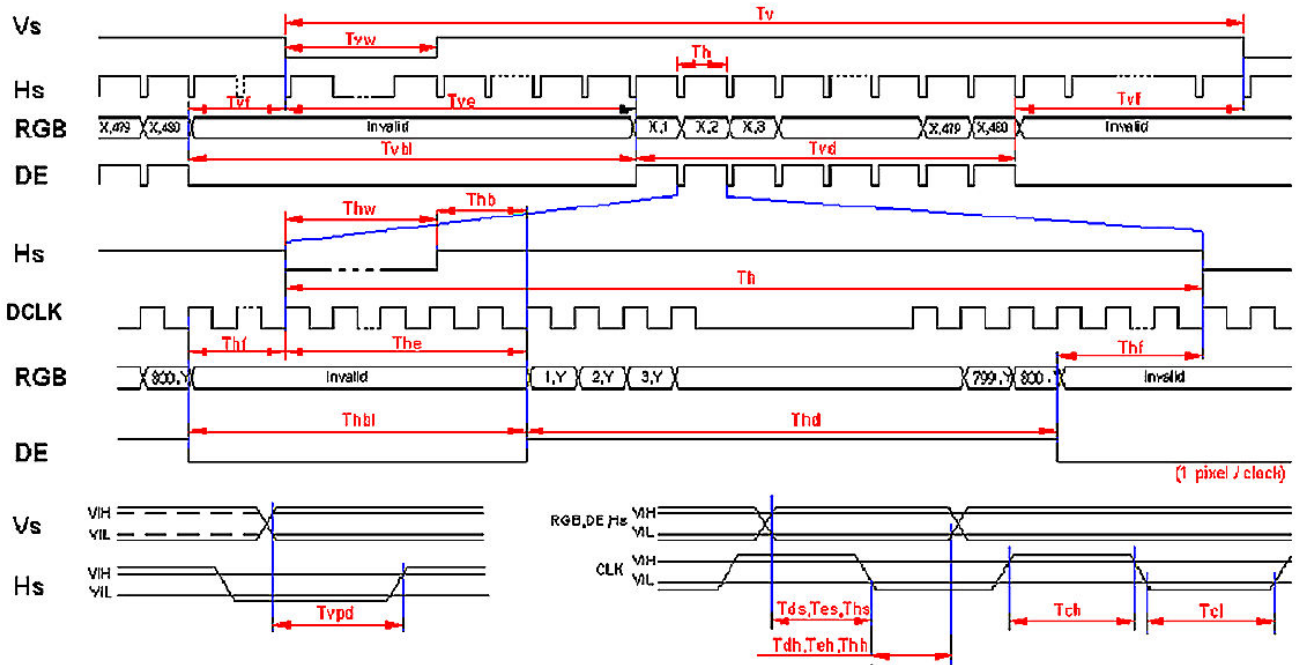 Tv
Vs
Tvw
Th
Hs
Tvf Tve Tvf
RGB X,479 X,480 Invalid X,1 X,2 X,3 X,479 X,480 Invalid
Tvbl Tvd
DE
Thw Thb
Hs
Th
DCLK
Thf The Thf
RGB 800,Y Invalid 1,Y 2,Y 3,Y 799,Y 800,Y Invalid
Thbl Thd
DE
(1 pixel / clock)
Vs VIH VIL
RGB,DE,Hs VIH VIL
Hs VIH VIL
CLK VIH VIL
Tvpd
Tds,Tes,Ths Tch Tcl
Tdh,Teh,Thh